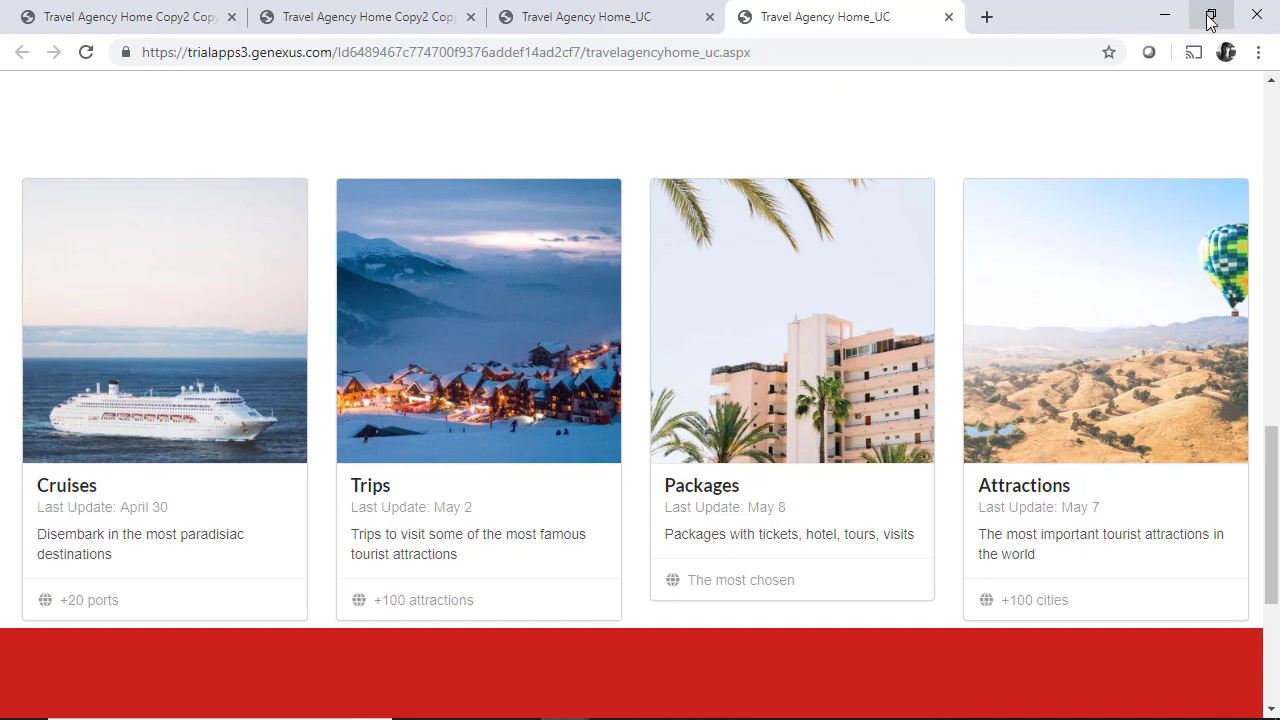 Travel Agency Home Copy2 Cop
Travel Agency Home Copy2 Cop
Travel Agency Home_UC
Travel Agency Home_UC
https://trialapps3.genexus.com/Id6489467c774700f9376addef14ad2cf7/travelagencyhome_uc.aspx
Cruises
Last Update: April 30
Disembark in the most paradisiac
destinations
+20 ports
Trips
Last Update: May 2
Trips to visit some of the most famous
tourist attractions
+100 attractions
Packages
Last Update: May 8
Packages with tickets, hotel, tours, visits
The most chosen
Attractions
Last Update: May 7
The most important tourist attractions in
the world
+100 cities